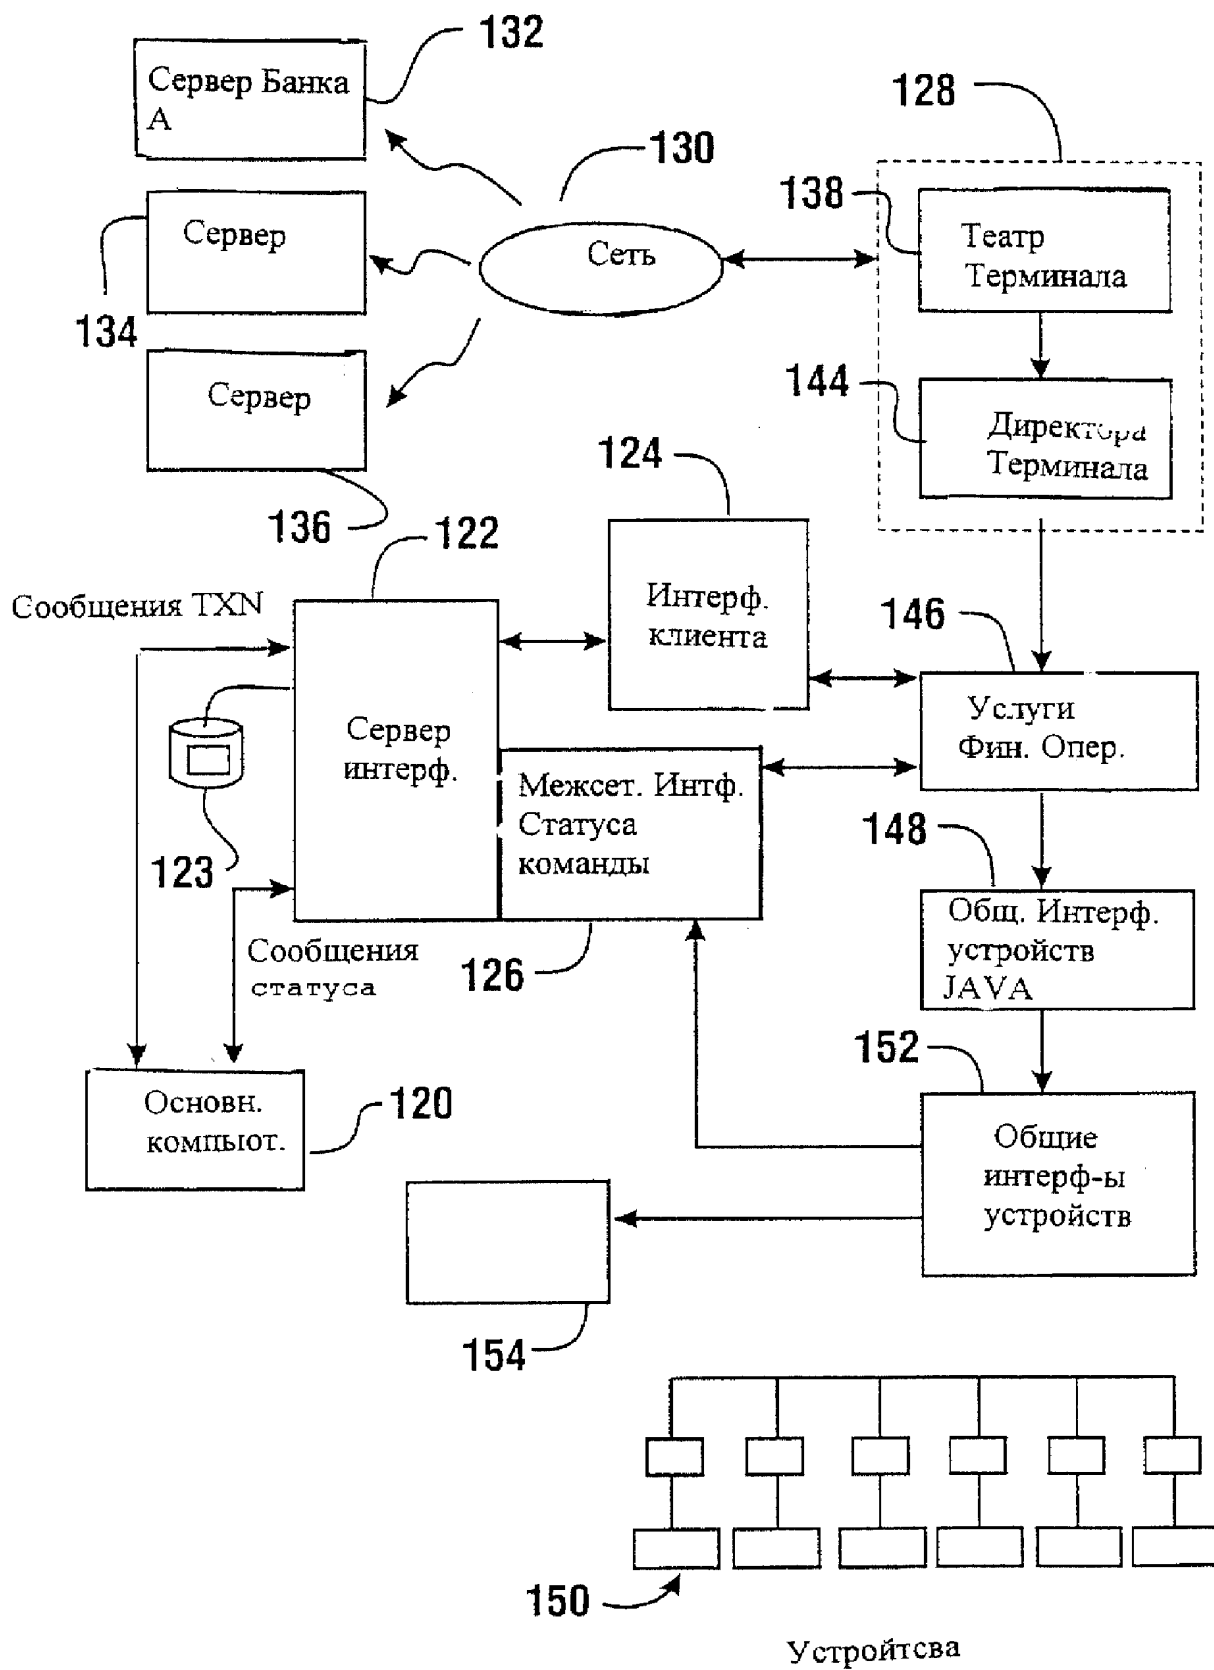 132
Сервер Банка
А
128
130
138
Сервер
Сеть
Театр
Терминала
134
144
Сервер
Директора
Терминала
124
136
122
Сообщения TXN
Интерф.
клиента
146
Услуги
Фин. Опер.
Сервер
интерф.
Межсет. Интф.
Статуса
команды
148
123
Общ. Интерф.
устройств
JAVA
Сообщения
статуса
126
152
Основн.
компьют.
120
Общие
интерф-ы
устройств
154
150
Устройтсва